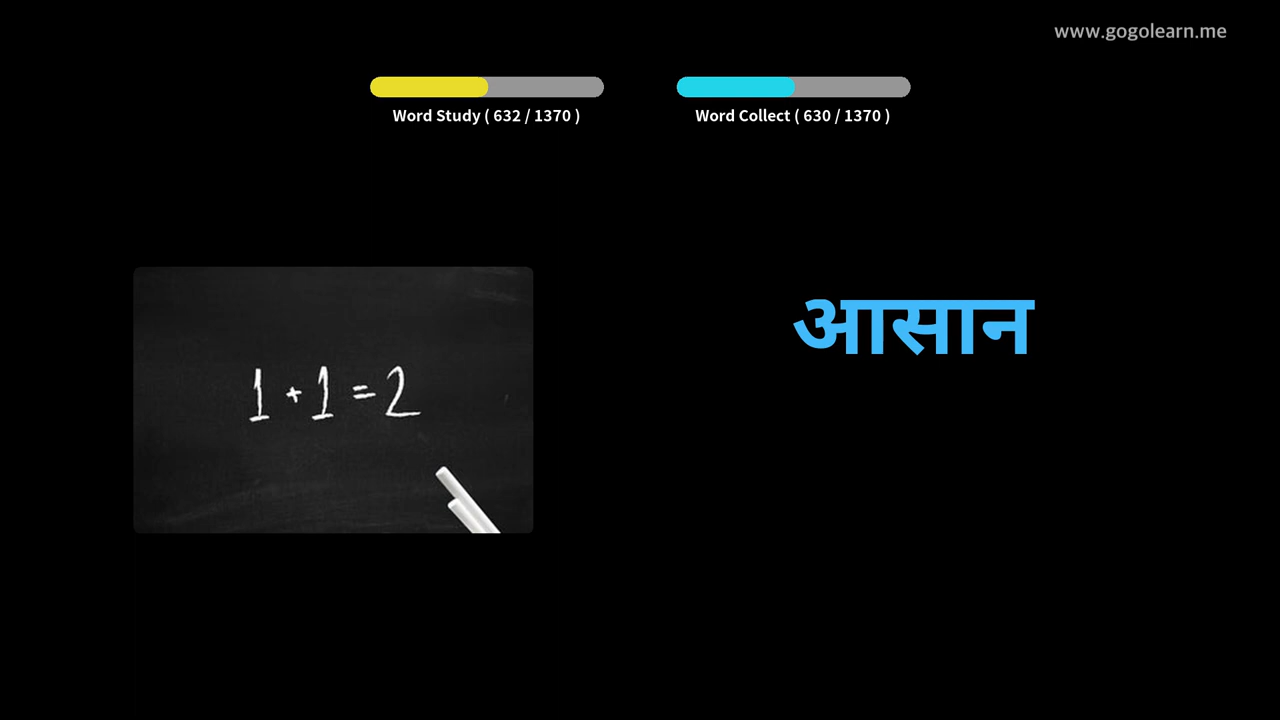 www.gogolearn.me
Word Study ( 632 / 1370 )
Word Collect ( 630 / 1370 )
1 + 1 = 2
आसान